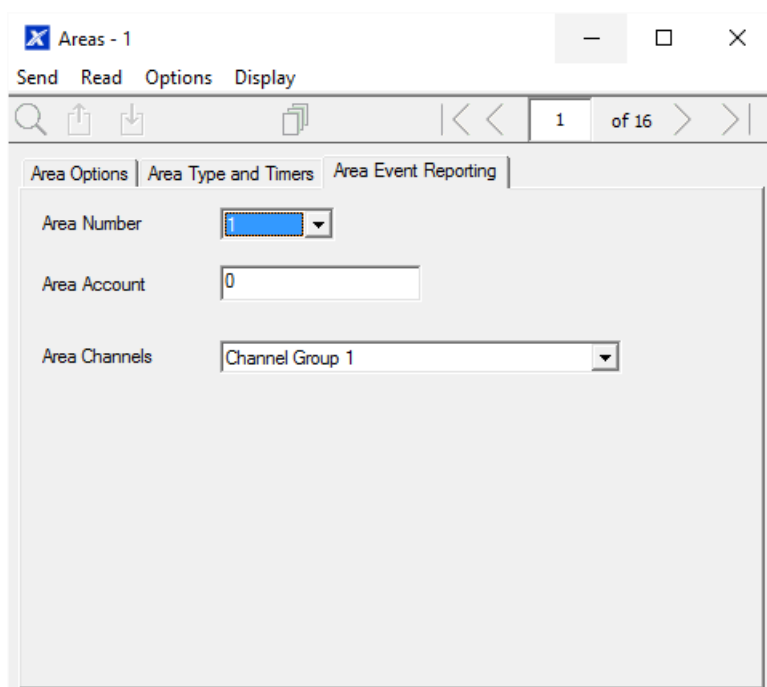 Areas - 1
Send Read Options Display
1 of 16
Area Options Area Type and Timers Area Event Reporting
Area Number 1
Area Account 0
Area Channels Channel Group 1